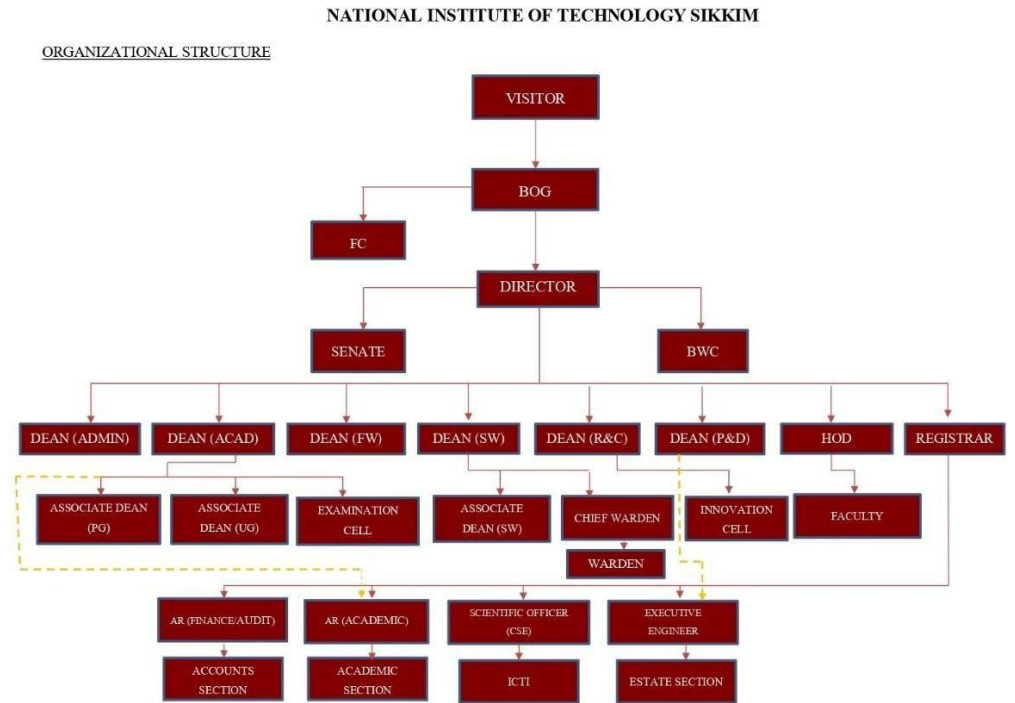 NATIONAL INSTITUTE OF TECHNOLOGY SIKKIM
ORGANIZATIONAL STRUCTURE
VISITOR
BOG
FC
DIRECTOR
SENATE
BWC
DEAN (ADMIN)
DEAN (ACAD)
DEAN (FW)
DEAN (SW)
DEAN (R&C)
DEAN (P&D)
HOD
REGISTRAR
ASSOCIATE DEAN
(PG)
ASSOCIATE
DEAN (UG)
EXAMINATION
CELL
ASSOCIATE
DEAN (SW)
CHIEF WARDEN
INNOVATION
CELL
FACULTY
WARDEN
AR (FINANCE/AUDIT)
AR (ACADEMIC)
SCIENTIFIC OFFICER
(CSE)
EXECUTIVE
ENGINEER
ACCOUNTS
SECTION
ACADEMIC
SECTION
ICTI
ESTATE SECTION